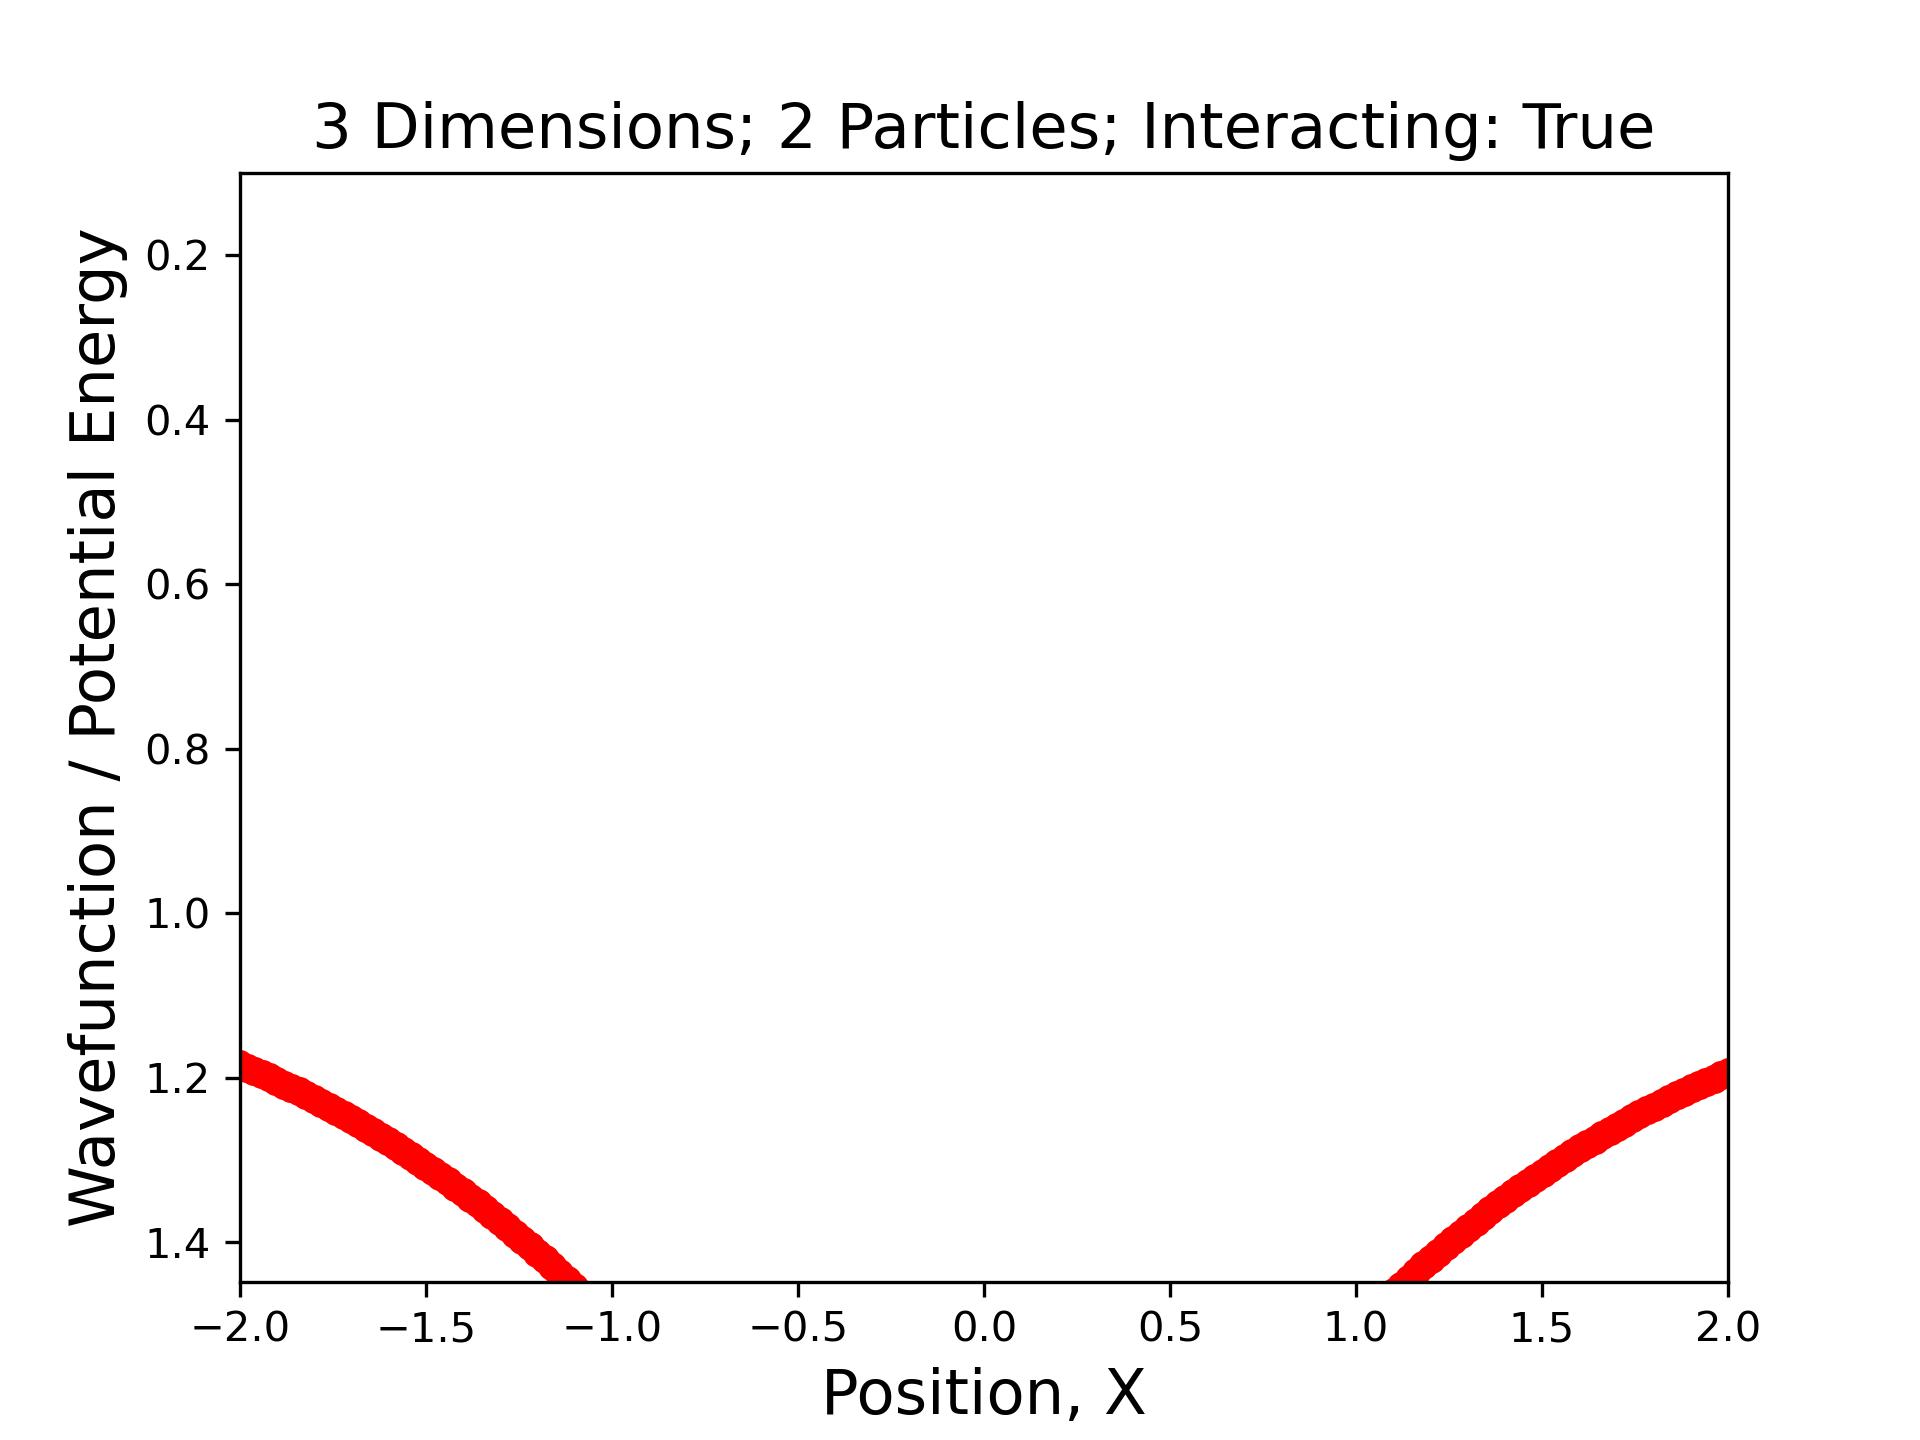 3 Dimensions; 2 Particles; Interacting: True
Wavefunction / Potential Energy
0.2
0.4
0.6
0.8
1.0
1.2
1.4
−2.0 −1.5 −1.0 −0.5 0.0 0.5 1.0 1.5 2.0
Position, X